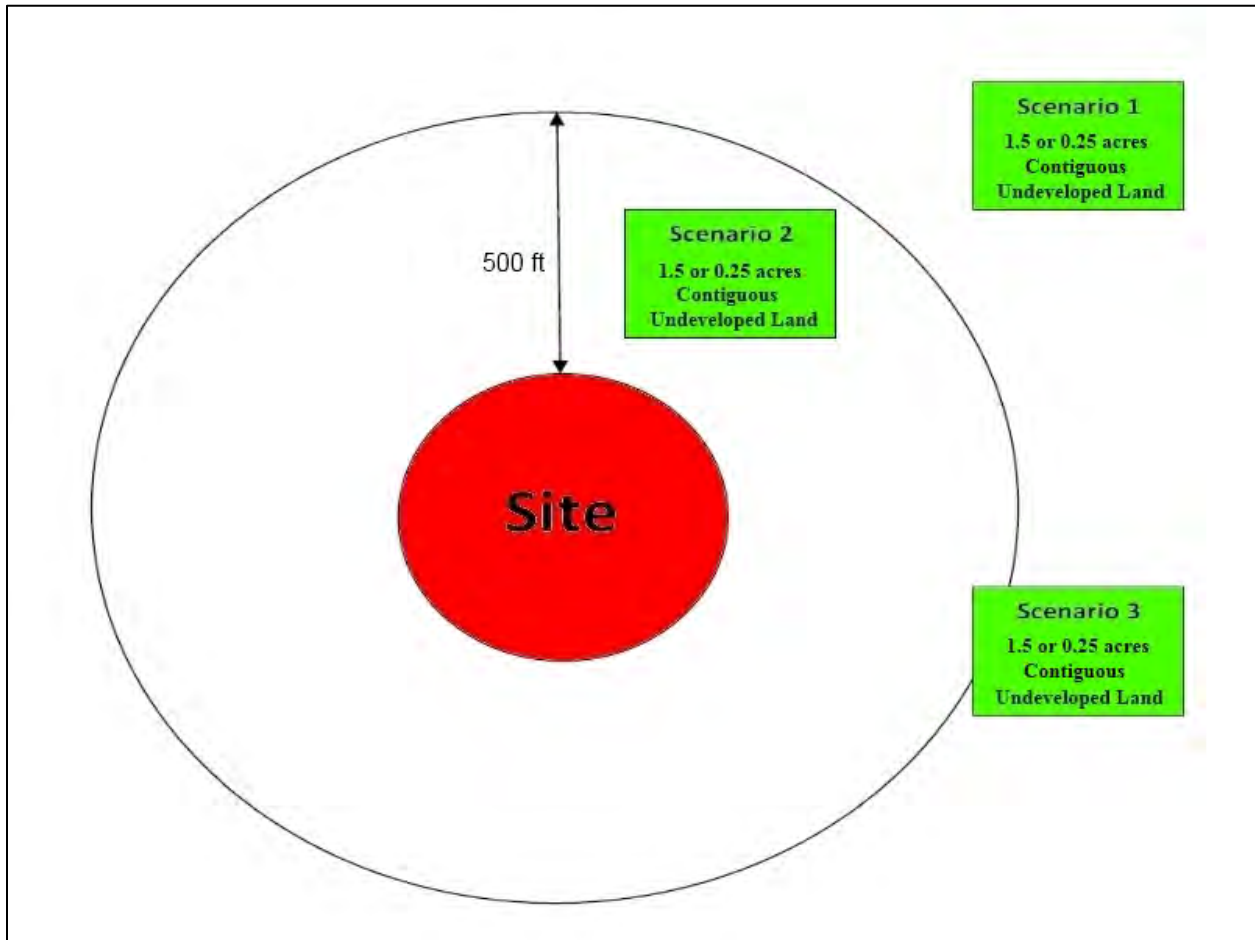 Scenario 1
1.5 or 0.25 acres
Contiguous
Undeveloped Land
Scenario 2
1.5 or 0.25 acres
Contiguous
Undeveloped Land
500 ft
Site
Scenario 3
1.5 or 0.25 acres
Contiguous
Undeveloped Land